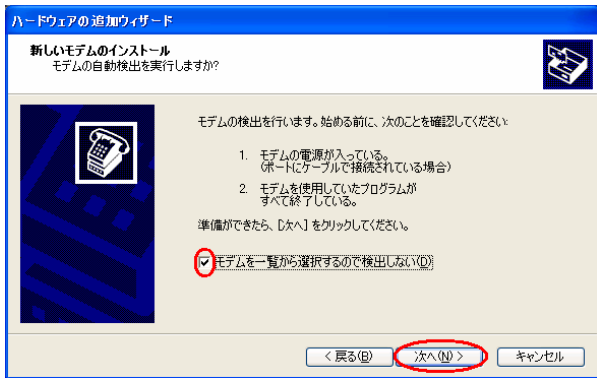 ハードウェアの追加ウィザード
新しいモデムのインストール
モデムの自動検出を実行しますか?
モデムの検出を行います。始める前に、次のことを確認してください:
1. モデムの電源が入っている。
(ポートにケーブルで接続されている場合)
2. モデムを使用していたプログラムが
すべて終了している。
準備ができたら、[次へ] をクリックしてください。
モデムを一覧から選択するので検出しない(D)
< 戻る(B) 次へ(N) > キャンセル